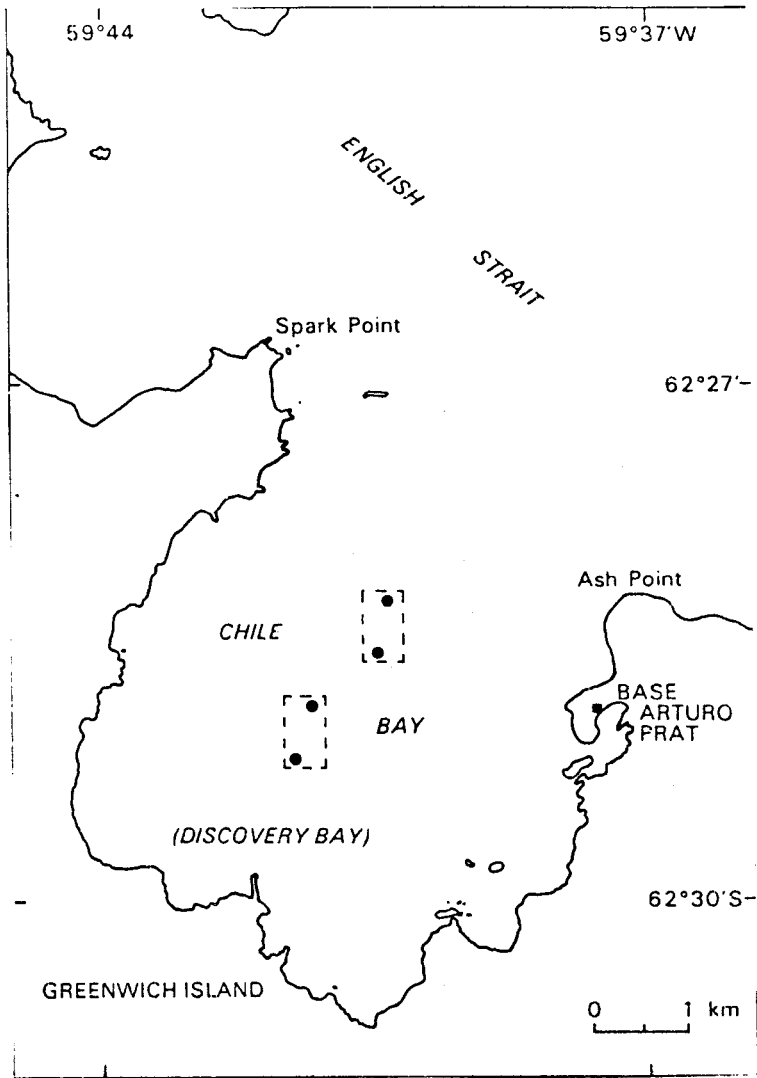 59°44
59°37'W
ENGLISH
STRAIT
Spark Point
62°27'
Ash Point
CHILE
BAY
BASE
ARTURO
PRAT
(DISCOVERY BAY)
62°30'S
GREENWICH ISLAND
0 1 km